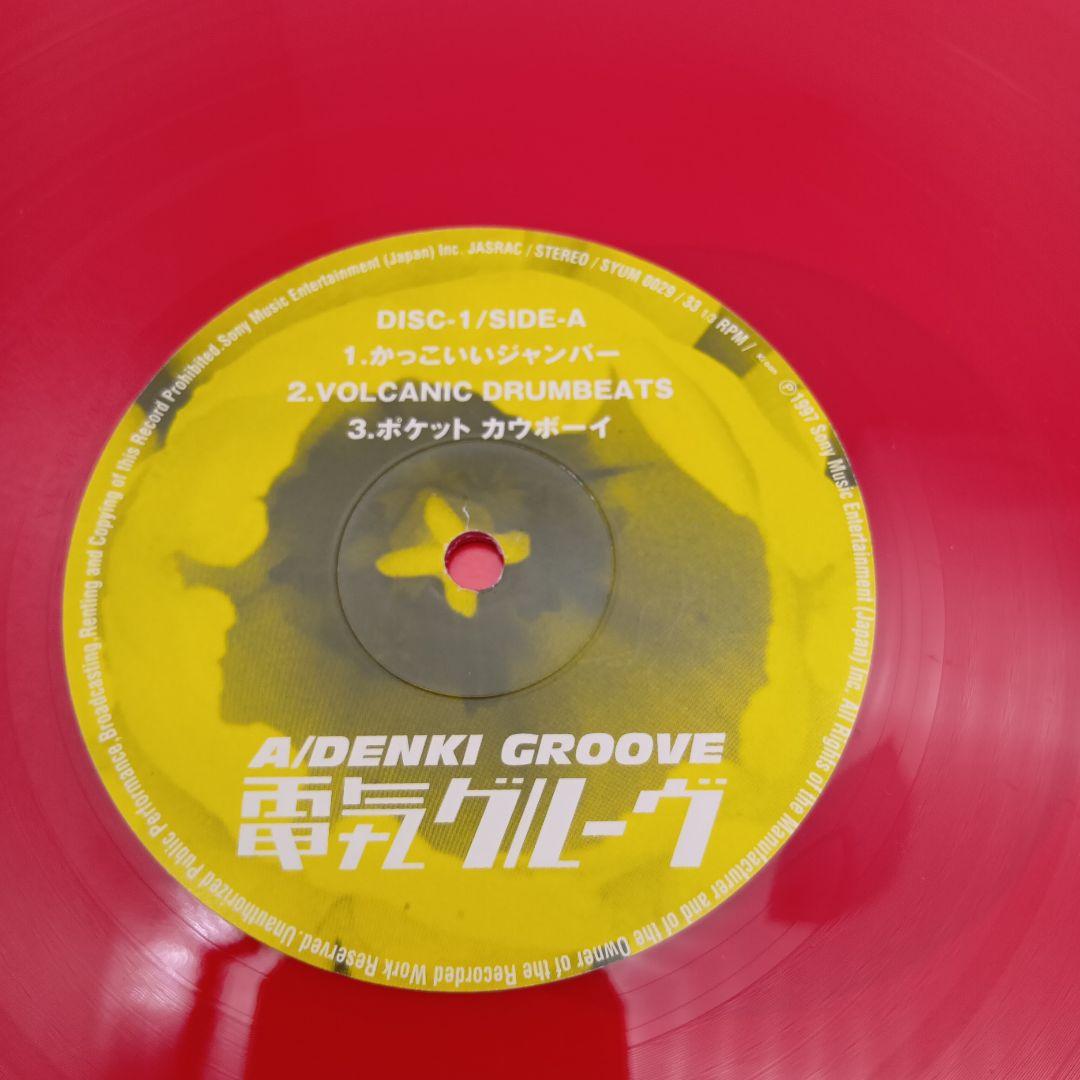 DISC-1/SIDE-A
1.かっこいいジャンバー
2.VOLCANIC DRUMBEATS
3.ポケット カウボーイ
A/DENKI GROOVE
電気グルーヴ
℗1997 Sony Music Entertainment (Japan) Inc. All Rights of the Manufacturer and of the Owner of the Recorded Work Reserved.Unauthorized Public Performance,Broadcasting,Renting and Copying of this Record Prohibited.Sony Music Entertainment (Japan) Inc. JASRAC / STEREO / SYUM 0029 / 33 1/3 RPM /